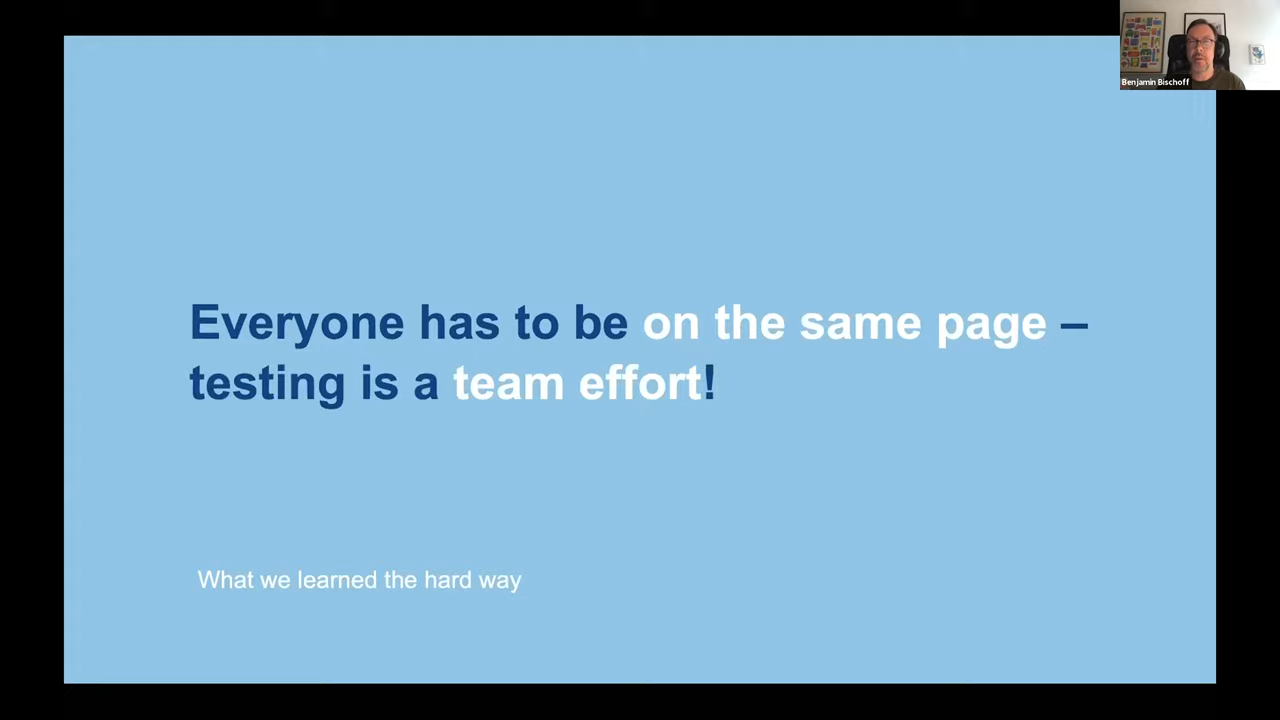 Benjamin Bischoff
Everyone has to be on the same page –
testing is a team effort!
What we learned the hard way